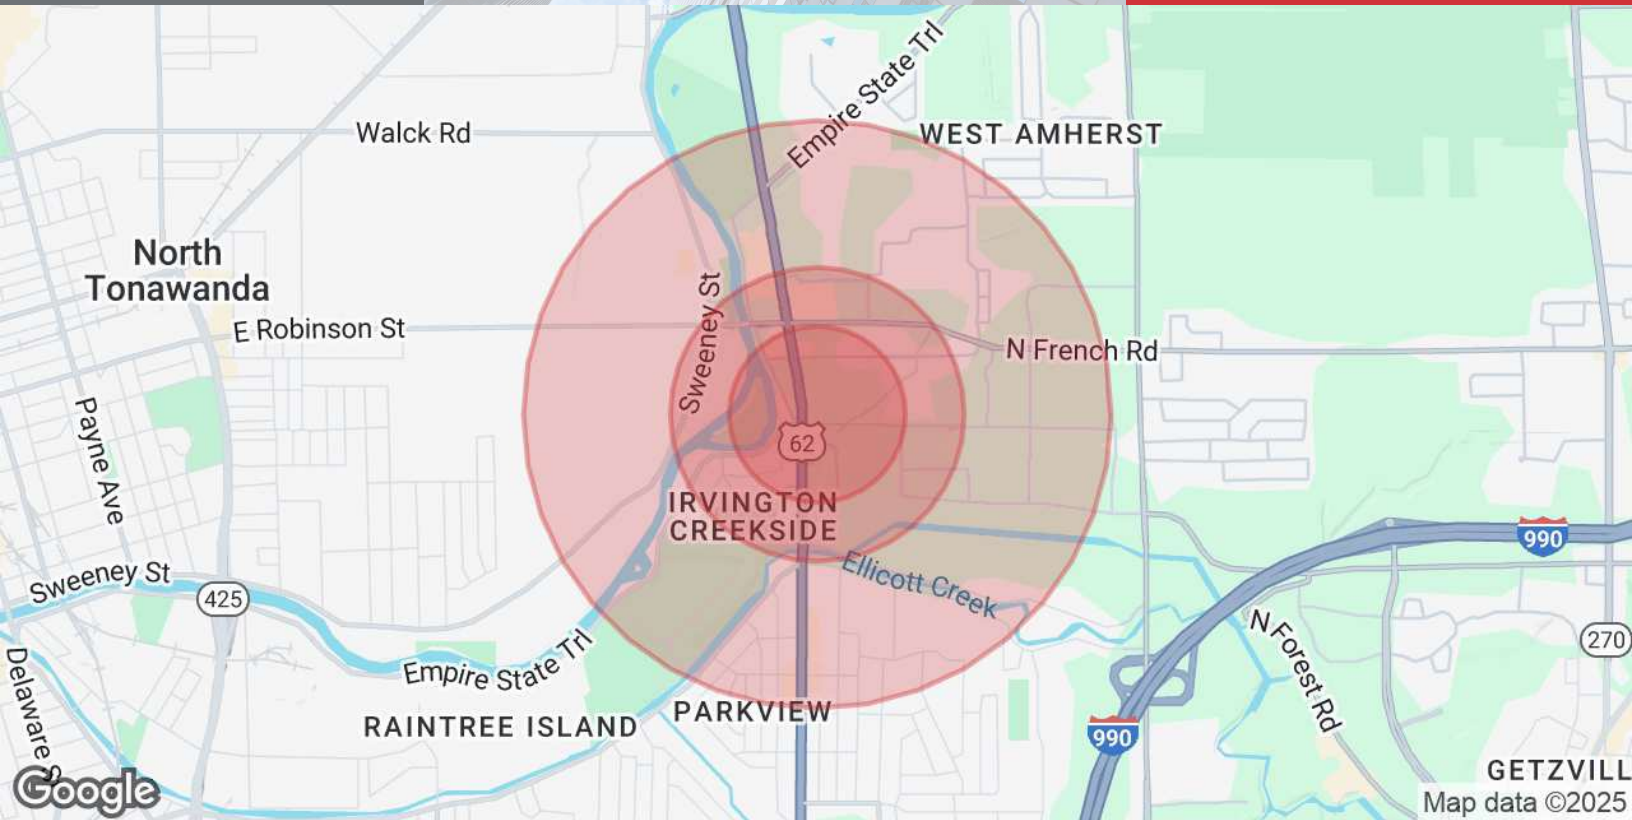 Empire State Trl
Walck Rd
WEST AMHERST
North
Tonawanda
E Robinson St
Sweeney St
N French Rd
Payne Ave
62
IRVINGTON
CREEKSIDE
990
Ellicott Creek
Sweeney St
425
N Forest Rd
270
Empire State Trl
Delaware S
RAINTREE ISLAND
PARKVIEW
990
GETZVILL
Google
Map data ©2025